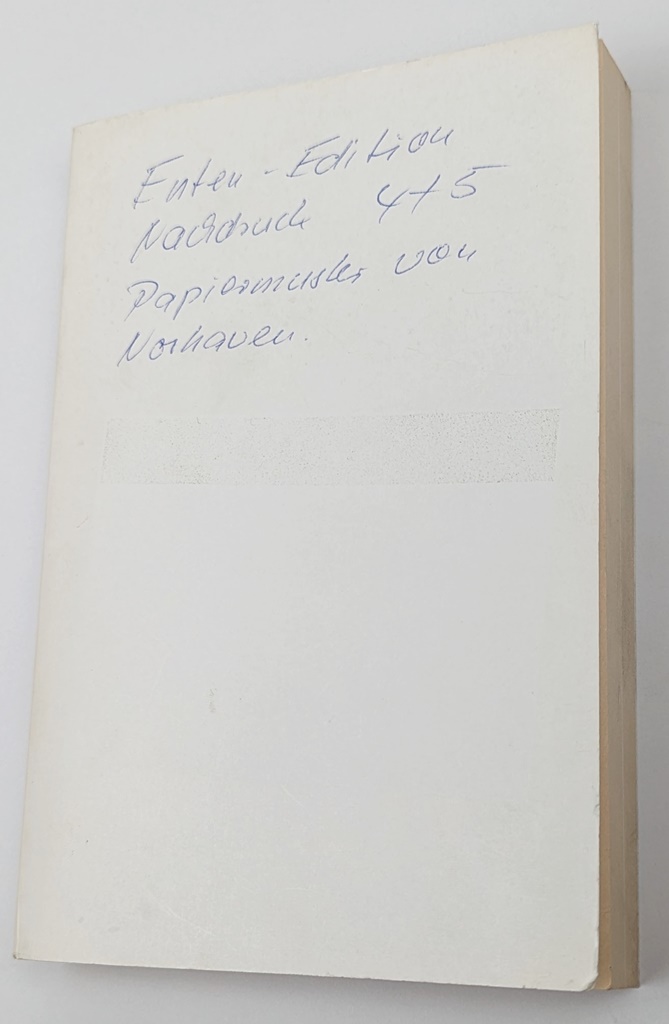 Enten - Edition
Nachdruck 4+5
Papiermuster von
Norhaven.